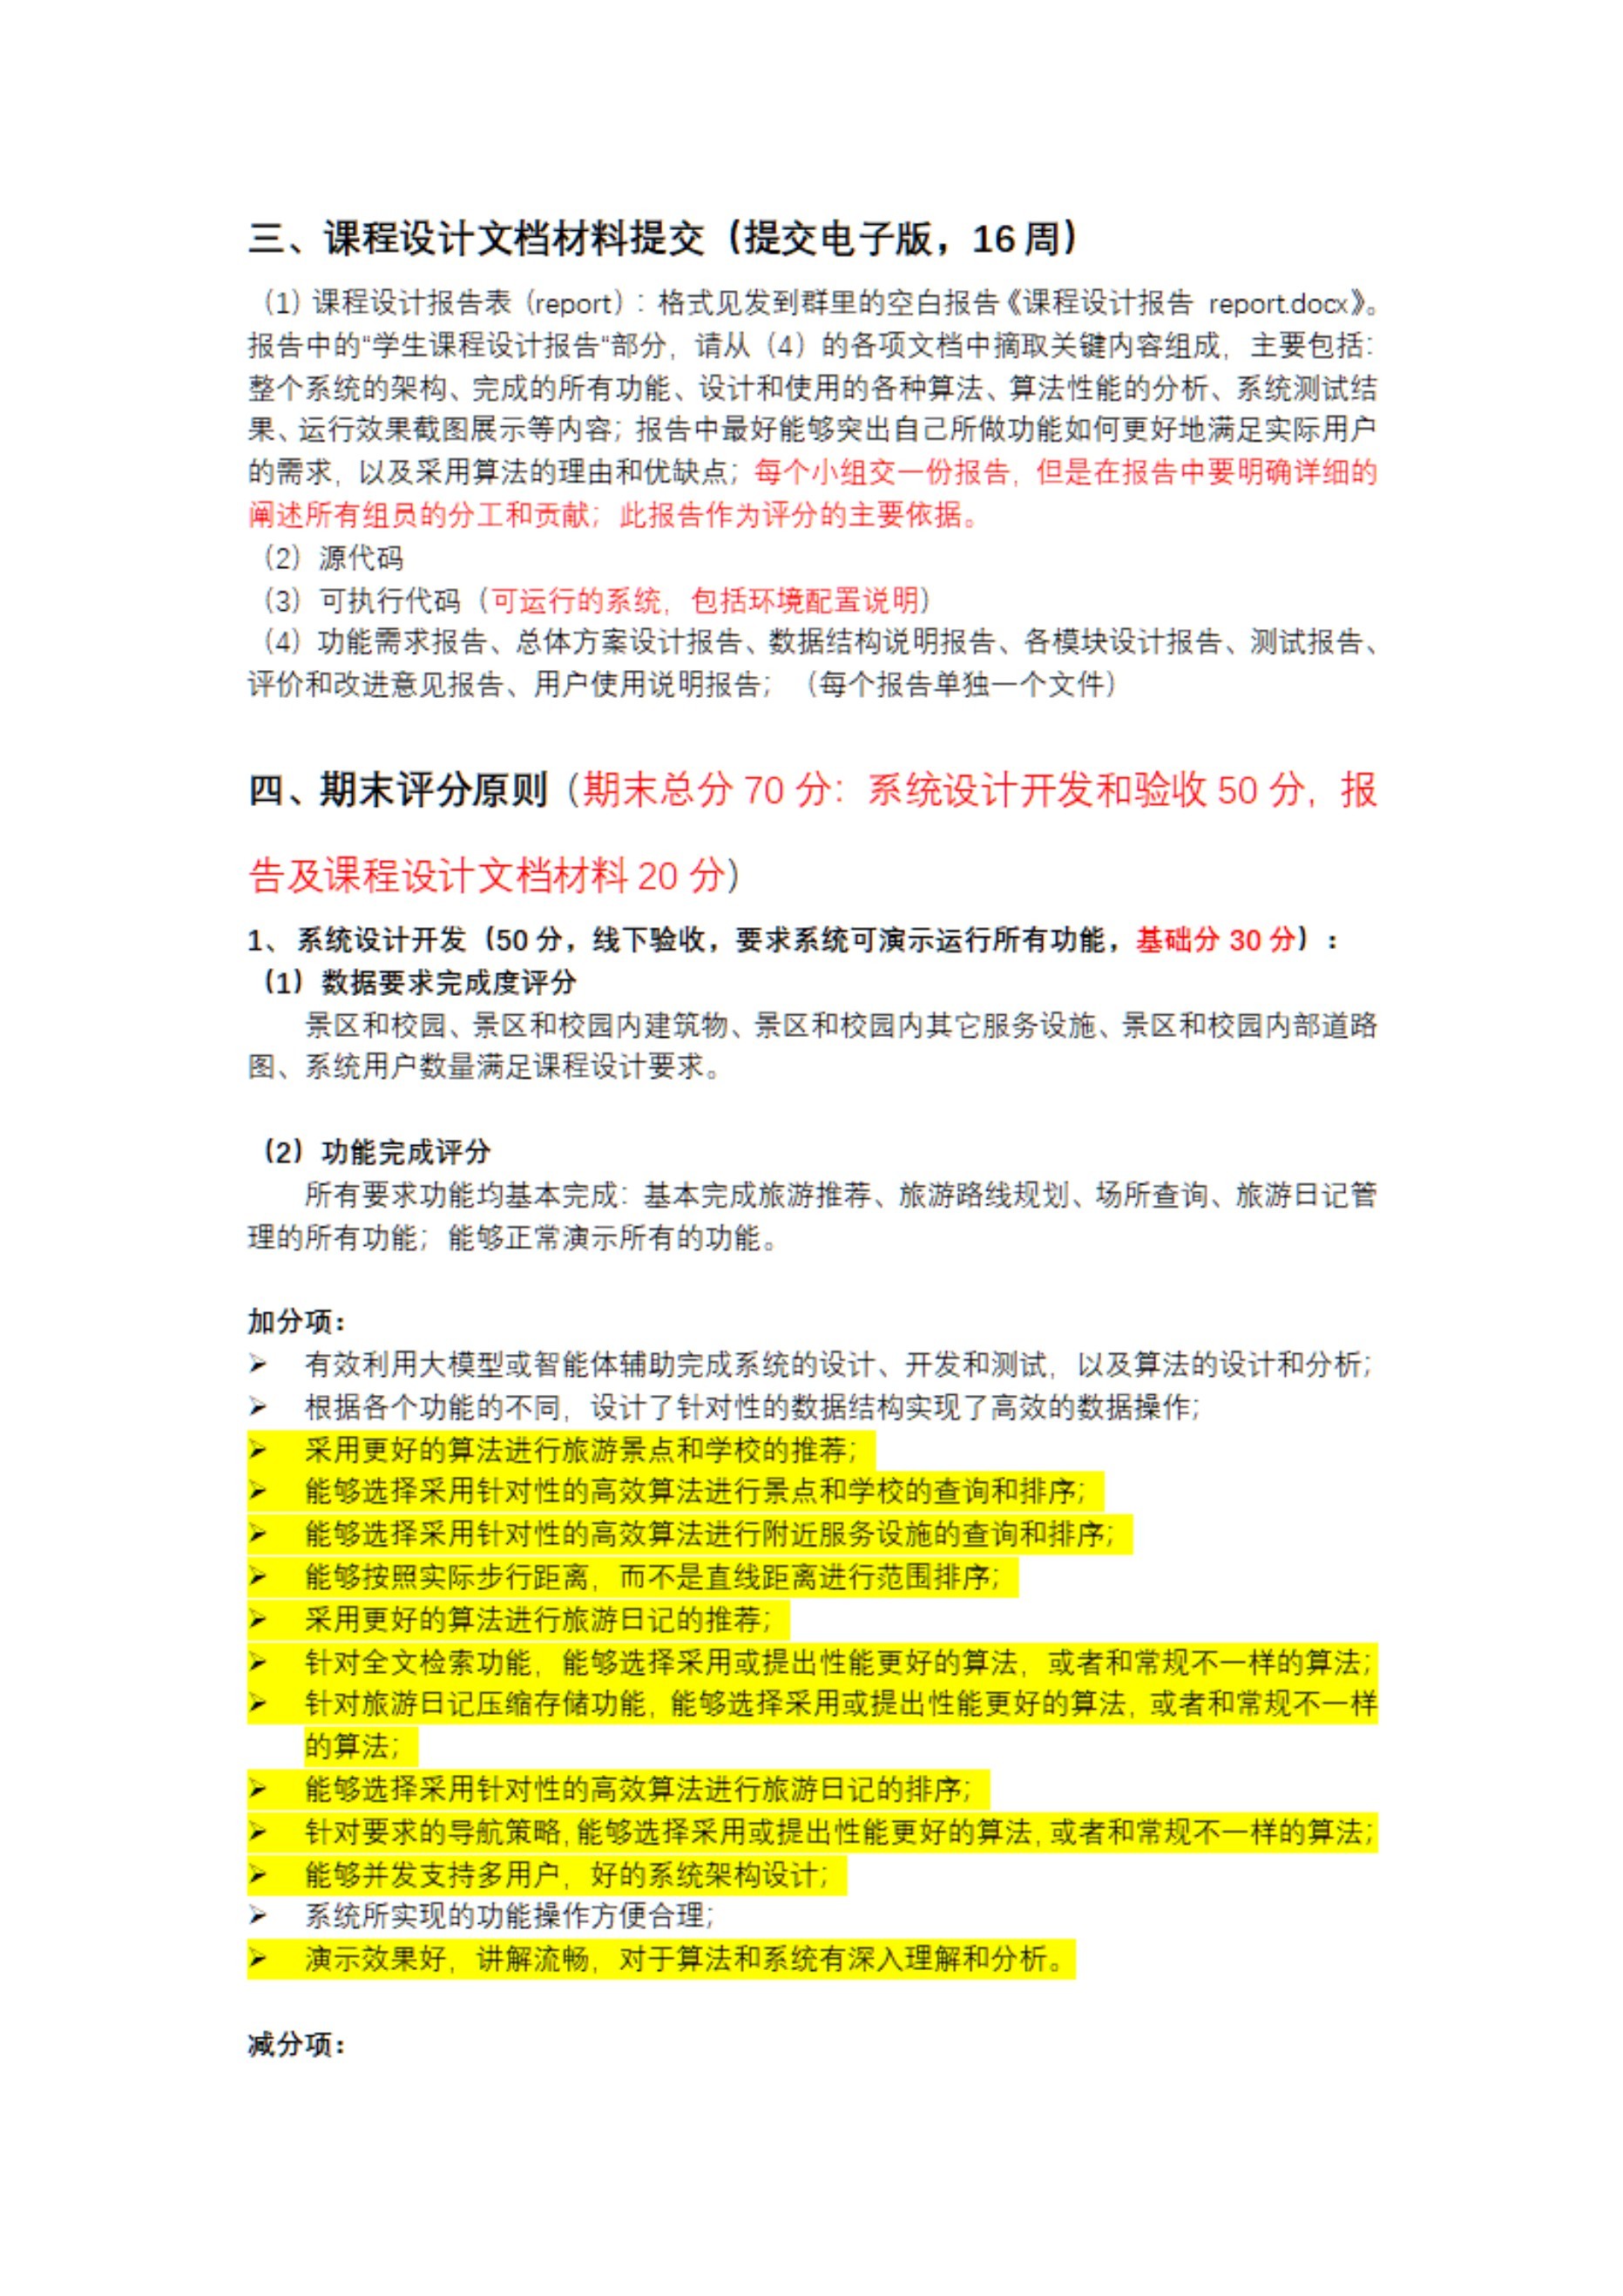 三、课程设计文档材料提交（提交电子版，16 周）
（1）课程设计报告表（report）：格式见发到群里的空白报告《课程设计报告 report.docx》。
报告中的“学生课程设计报告“部分，请从（4）的各项文档中摘取关键内容组成，主要包括：
整个系统的架构、完成的所有功能、设计和使用的各种算法、算法性能的分析、系统测试结
果、运行效果截图展示等内容；报告中最好能够突出自己所做功能如何更好地满足实际用户
的需求，以及采用算法的理由和优缺点；每个小组交一份报告，但是在报告中要明确详细的
阐述所有组员的分工和贡献；此报告作为评分的主要依据。
（2）源代码
（3）可执行代码（可运行的系统，包括环境配置说明）
（4）功能需求报告、总体方案设计报告、数据结构说明报告、各模块设计报告、测试报告、
评价和改进意见报告、用户使用说明报告；（每个报告单独一个文件）
四、期末评分原则（期末总分 70 分：系统设计开发和验收 50 分，报
告及课程设计文档材料 20 分）
1、系统设计开发（50 分，线下验收，要求系统可演示运行所有功能，基础分 30 分）：
（1）数据要求完成度评分
景区和校园、景区和校园内建筑物、景区和校园内其它服务设施、景区和校园内部道路
图、系统用户数量满足课程设计要求。
（2）功能完成评分
所有要求功能均基本完成：基本完成旅游推荐、旅游路线规划、场所查询、旅游日记管
理的所有功能；能够正常演示所有的功能。
加分项：
➢ 有效利用大模型或智能体辅助完成系统的设计、开发和测试，以及算法的设计和分析；
➢ 根据各个功能的不同，设计了针对性的数据结构实现了高效的数据操作；
➢ 采用更好的算法进行旅游景点和学校的推荐；
➢ 能够选择采用针对性的高效算法进行景点和学校的查询和排序；
➢ 能够选择采用针对性的高效算法进行附近服务设施的查询和排序；
➢ 能够按照实际步行距离，而不是直线距离进行范围排序；
➢ 采用更好的算法进行旅游日记的推荐；
➢ 针对全文检索功能，能够选择采用或提出性能更好的算法，或者和常规不一样的算法；
➢ 针对旅游日记压缩存储功能，能够选择采用或提出性能更好的算法，或者和常规不一样
的算法；
➢ 能够选择采用针对性的高效算法进行旅游日记的排序；
➢ 针对要求的导航策略，能够选择采用或提出性能更好的算法，或者和常规不一样的算法；
➢ 能够并发支持多用户，好的系统架构设计；
➢ 系统所实现的功能操作方便合理；
➢ 演示效果好，讲解流畅，对于算法和系统有深入理解和分析。
减分项：